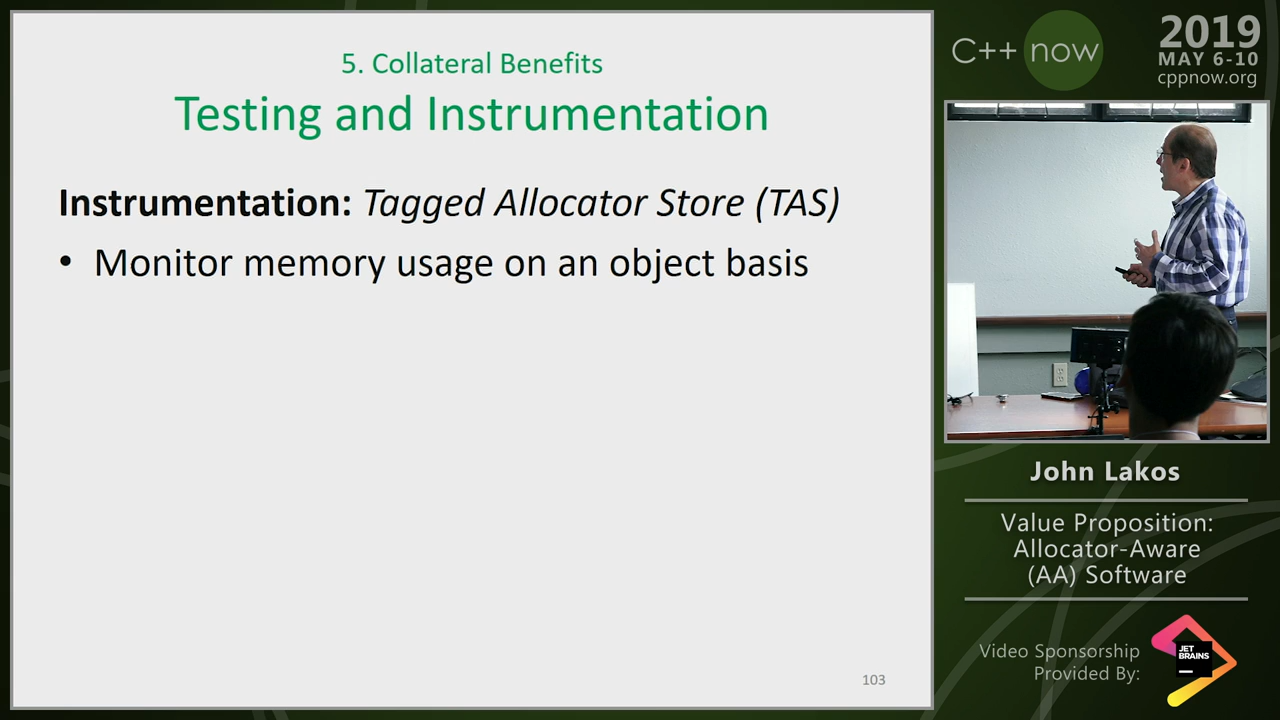 5. Collateral Benefits
Testing and Instrumentation
Instrumentation: Tagged Allocator Store (TAS)
• Monitor memory usage on an object basis
103
C++ now
2019
MAY 6-10
cppnow.org
John Lakos
Value Proposition:
Allocator-Aware
(AA) Software
Video Sponsorship
Provided By:
JET
BRAINS